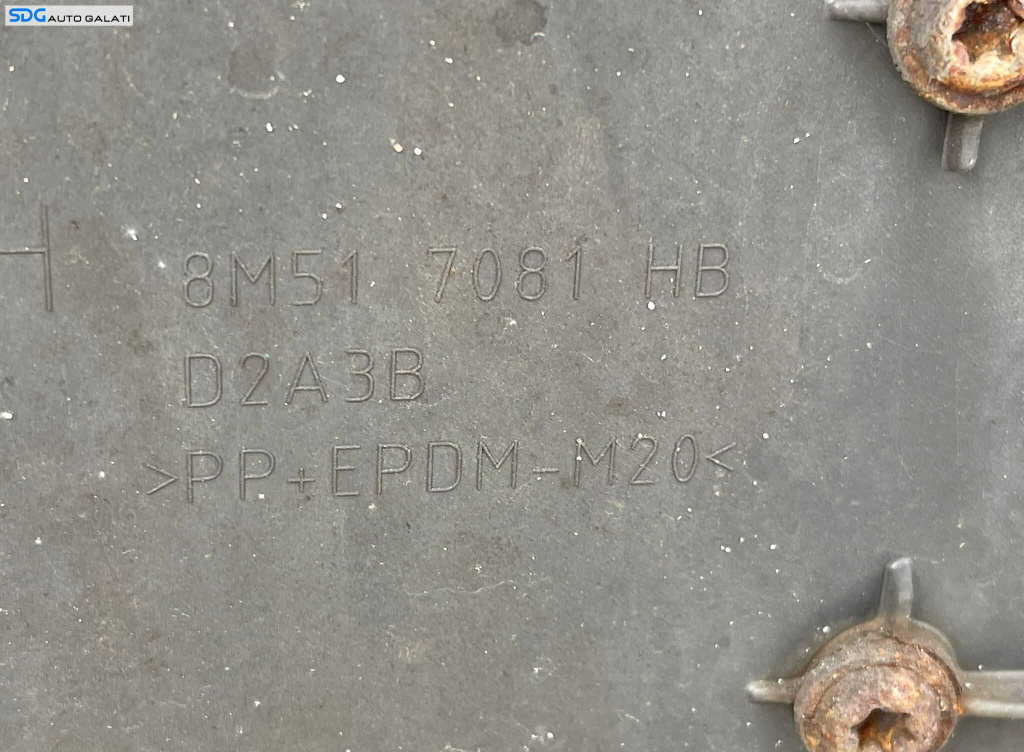 SDG AUTO GALATI
8M51 7081 HB
D2A3B
>PP+EPDM-M20<